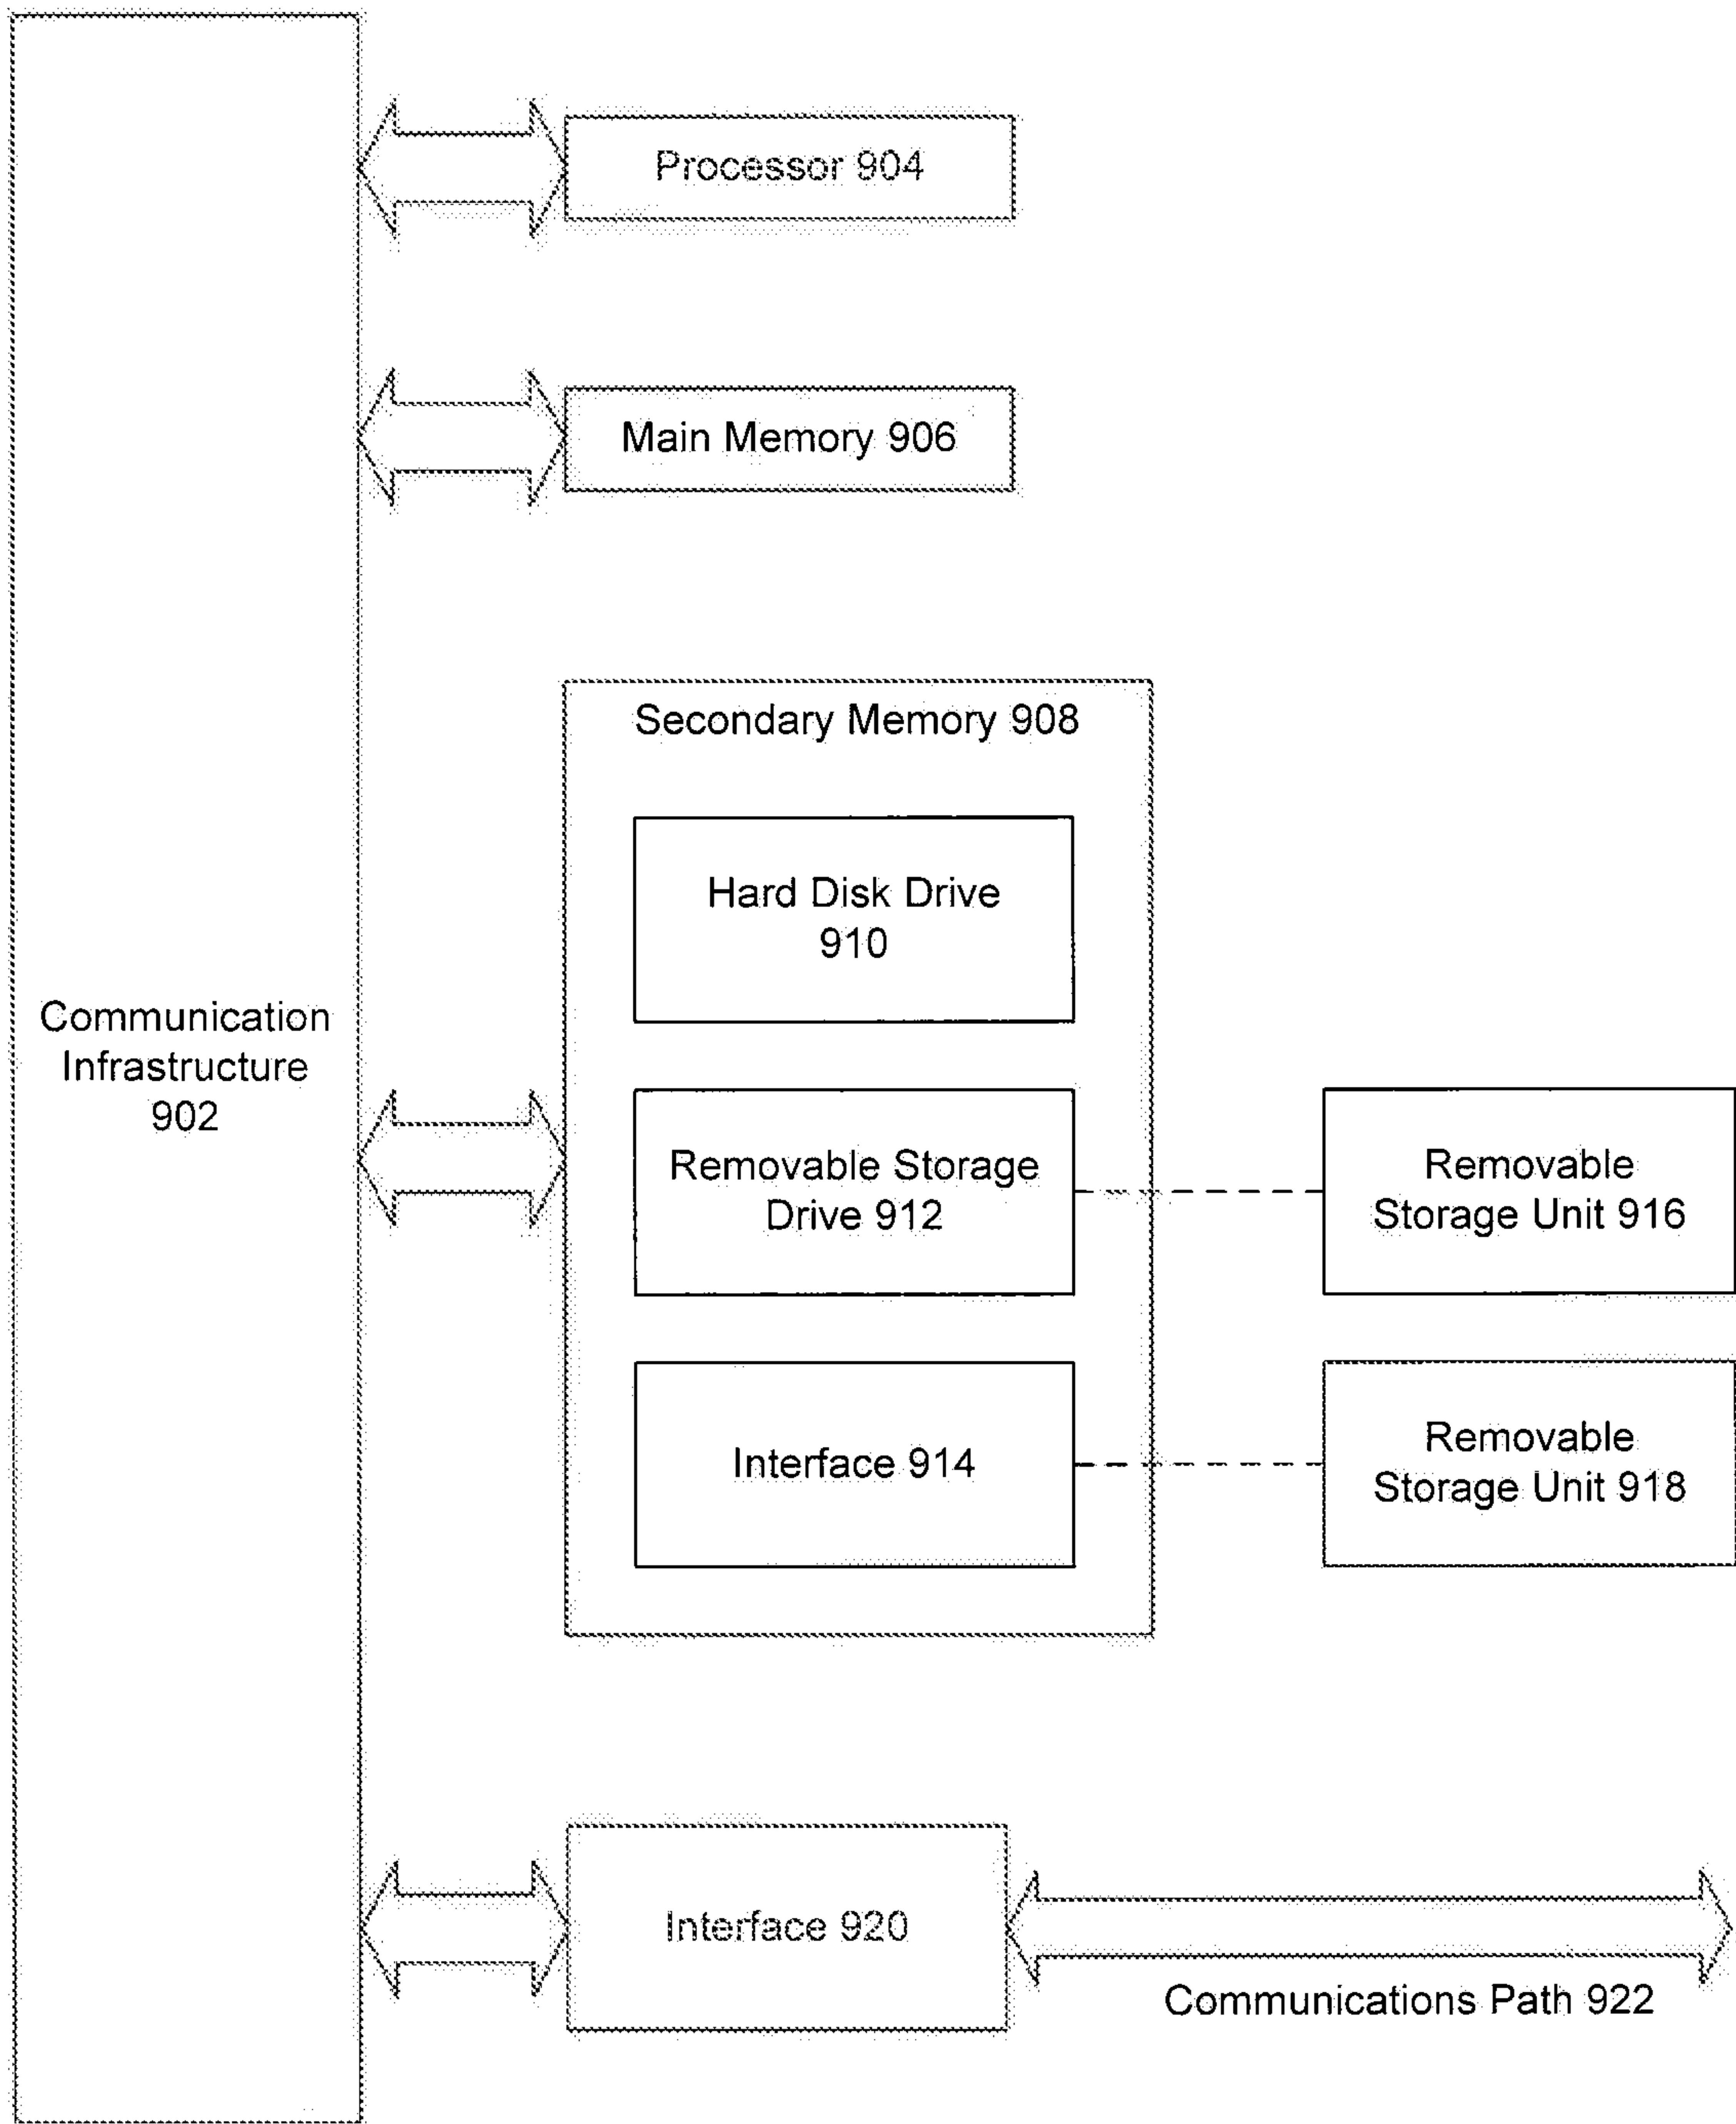 Processor 904
Main Memory 906
Secondary Memory 908
Hard Disk Drive
910
Communication
Infrastructure
902
Removable Storage
Drive 912
Removable
Storage Unit 916
Interface 914
Removable
Storage Unit 918
Interface 920
Communications Path 922